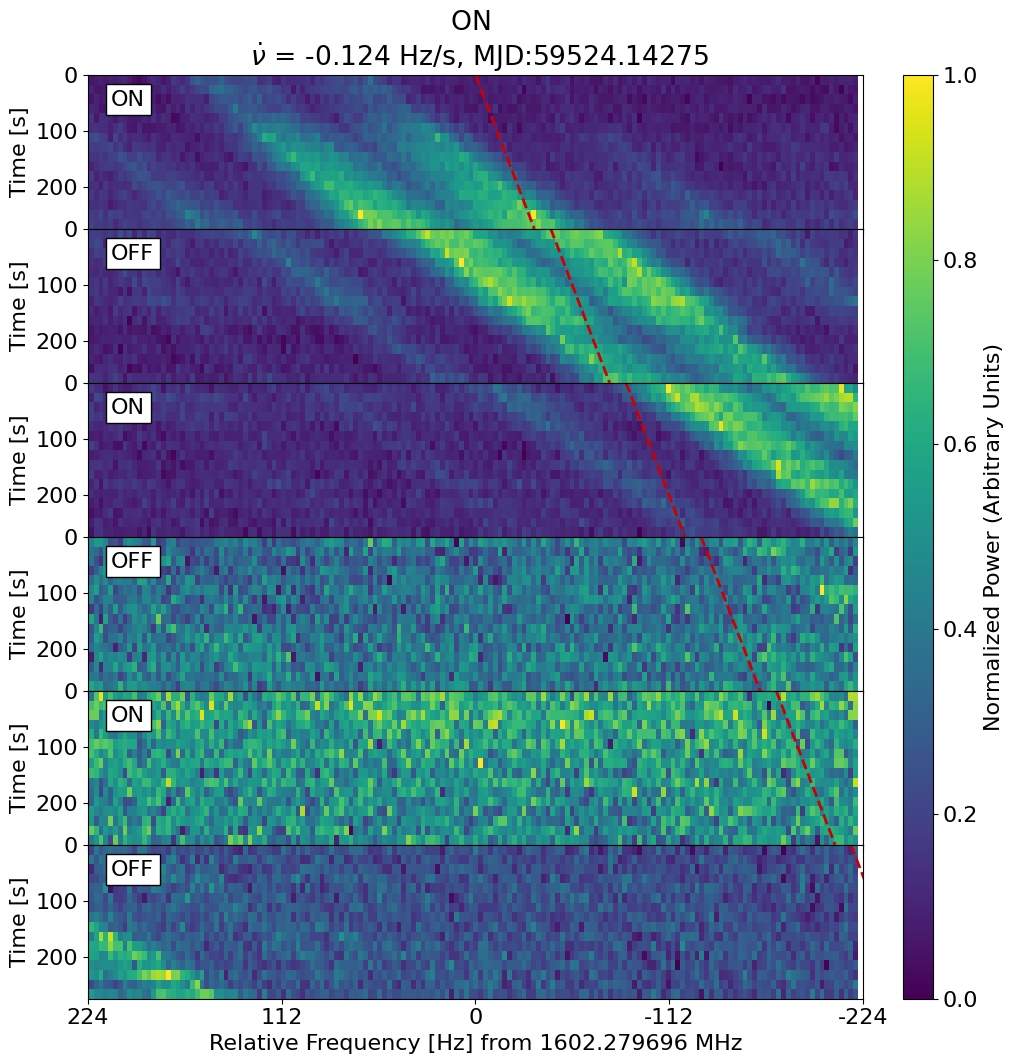 ON
ν̇ = -0.124 Hz/s, MJD:59524.14275
0
ON
Time [s]
100
200
0
OFF
Time [s]
100
200
0
ON
Time [s]
100
200
0
OFF
Time [s]
100
200
0
ON
Time [s]
100
200
0
OFF
Time [s]
100
200
224 112 0 -112 -224
Relative Frequency [Hz] from 1602.279696 MHz
1.0
0.8
0.6
0.4
0.2
0.0
Normalized Power (Arbitrary Units)